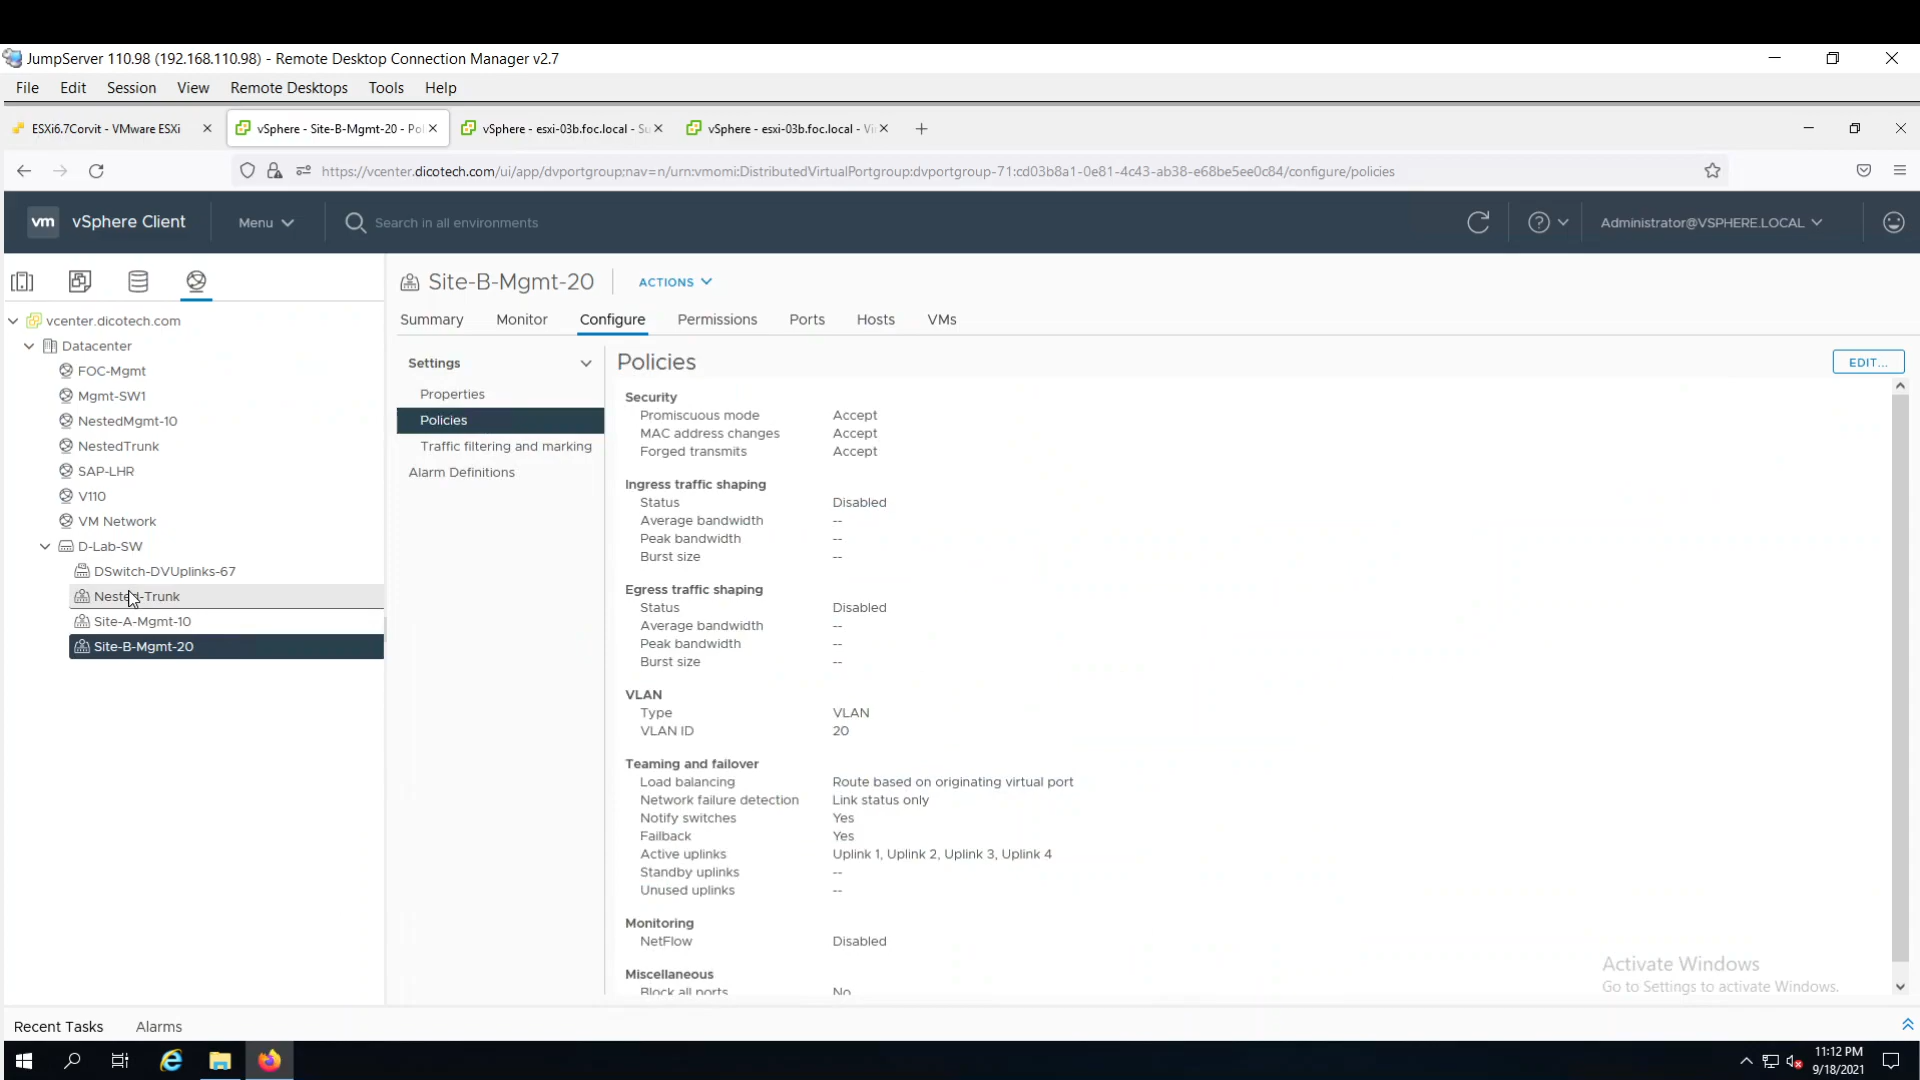 JumpServer 110.98 (192.168.110.98) - Remote Desktop Connection Manager v2.7
File Edit Session View Remote Desktops Tools Help
ESXi6.7Corvit - VMware ESXi
vSphere - Site-B-Mgmt-20 - Po
vSphere - esxi-03b.foc.local - Su
vSphere - esxi-03b.foc.local - Vi
https://vcenter.dicotech.com/ui/app/dvportgroup;nav=n/urn:vmomi:DistributedVirtualPortgroup:dvportgroup-71:cd03b8a1-0e81-4c43-ab38-e68be5ee0c84/configure/policies
vm vSphere Client Menu Search in all environments Administrator@VSPHERE.LOCAL
vcenter.dicotech.com
Datacenter
FOC-Mgmt
Mgmt-SW1
NestedMgmt-10
NestedTrunk
SAP-LHR
V110
VM Network
D-Lab-SW
DSwitch-DVUplinks-67
Nested-Trunk
Site-A-Mgmt-10
Site-B-Mgmt-20
Site-B-Mgmt-20 ACTIONS
Summary Monitor Configure Permissions Ports Hosts VMs
Settings
Properties
Policies
Traffic filtering and marking
Alarm Definitions
Policies EDIT...
Security
Promiscuous mode Accept
MAC address changes Accept
Forged transmits Accept
Ingress traffic shaping
Status Disabled
Average bandwidth --
Peak bandwidth --
Burst size --
Egress traffic shaping
Status Disabled
Average bandwidth --
Peak bandwidth --
Burst size --
VLAN
Type VLAN
VLAN ID 20
Teaming and failover
Load balancing Route based on originating virtual port
Network failure detection Link status only
Notify switches Yes
Failback Yes
Active uplinks Uplink 1, Uplink 2, Uplink 3, Uplink 4
Standby uplinks --
Unused uplinks --
Monitoring
NetFlow Disabled
Miscellaneous
Block all ports No
Activate Windows
Go to Settings to activate Windows.
Recent Tasks Alarms
11:12 PM
9/18/2021